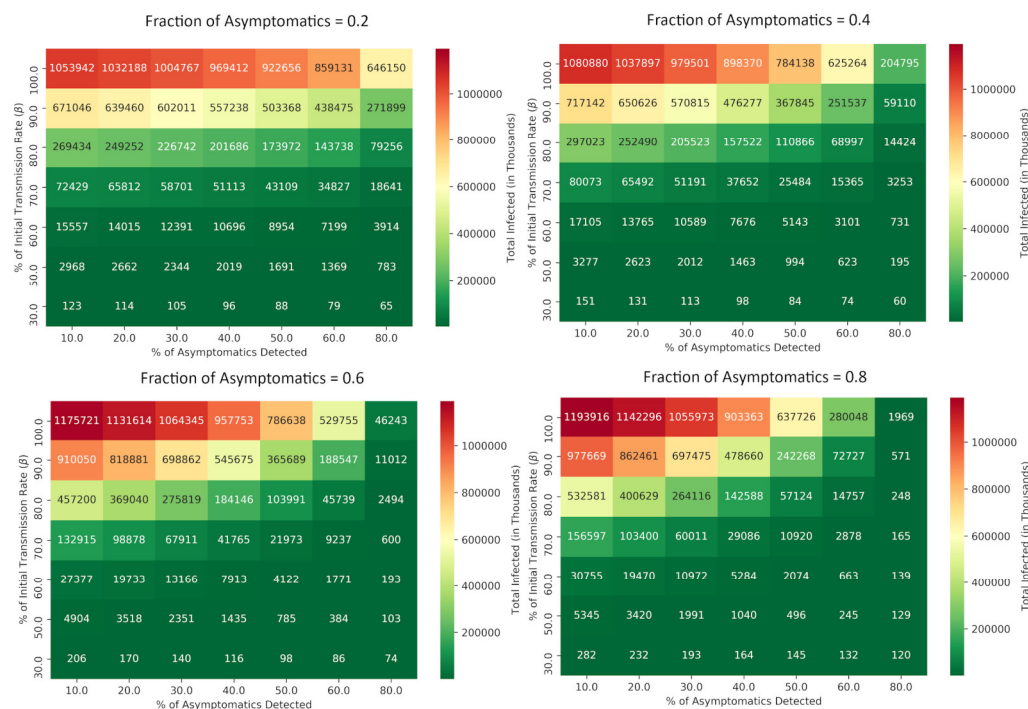 Fraction of Asymptomatics = 0.2
% of Initial Transmission Rate (β)
100.0 1053942 1032188 1004767 969412 922656 859131 646150
90.0 671046 639460 602011 557238 503368 438475 271899
80.0 269434 249252 226742 201686 173972 143738 79256
70.0 72429 65812 58701 51113 43109 34827 18641
60.0 15557 14015 12391 10696 8954 7199 3914
50.0 2968 2662 2344 2019 1691 1369 783
30.0 123 114 105 96 88 79 65
10.0 20.0 30.0 40.0 50.0 60.0 80.0
% of Asymptomatics Detected
1000000
800000
600000
400000
200000
Total Infected (in Thousands)
Fraction of Asymptomatics = 0.4
% of Initial Transmission Rate (β)
100.0 1080880 1037897 979501 898370 784138 625264 204795
90.0 717142 650626 570815 476277 367845 251537 59110
80.0 297023 252490 205523 157522 110866 68997 14424
70.0 80073 65492 51191 37652 25484 15365 3253
60.0 17105 13765 10589 7676 5143 3101 731
50.0 3277 2623 2012 1463 994 623 195
30.0 151 131 113 98 84 74 60
10.0 20.0 30.0 40.0 50.0 60.0 80.0
% of Asymptomatics Detected
1000000
800000
600000
400000
200000
Total Infected (in Thousands)
Fraction of Asymptomatics = 0.6
% of Initial Transmission Rate (β)
100.0 1175721 1131614 1064345 957753 786638 529755 46243
90.0 910050 818881 698862 545675 365689 188547 11012
80.0 457200 369040 275819 184146 103991 45739 2494
70.0 132915 98878 67911 41765 21973 9237 600
60.0 27377 19733 13166 7913 4122 1771 193
50.0 4904 3518 2351 1435 785 384 103
30.0 206 170 140 116 98 86 74
10.0 20.0 30.0 40.0 50.0 60.0 80.0
% of Asymptomatics Detected
1000000
800000
600000
400000
200000
Total Infected (in Thousands)
Fraction of Asymptomatics = 0.8
% of Initial Transmission Rate (β)
100.0 1193916 1142296 1055973 903363 637726 280048 1969
90.0 977669 862461 697475 478660 242268 72727 571
80.0 532581 400629 264116 142588 57124 14757 248
70.0 156597 103400 60011 29086 10920 2878 165
60.0 30755 19470 10972 5284 2074 663 139
50.0 5345 3420 1991 1040 496 245 129
30.0 282 232 193 164 145 132 120
10.0 20.0 30.0 40.0 50.0 60.0 80.0
% of Asymptomatics Detected
1000000
800000
600000
400000
200000
Total Infected (in Thousands)